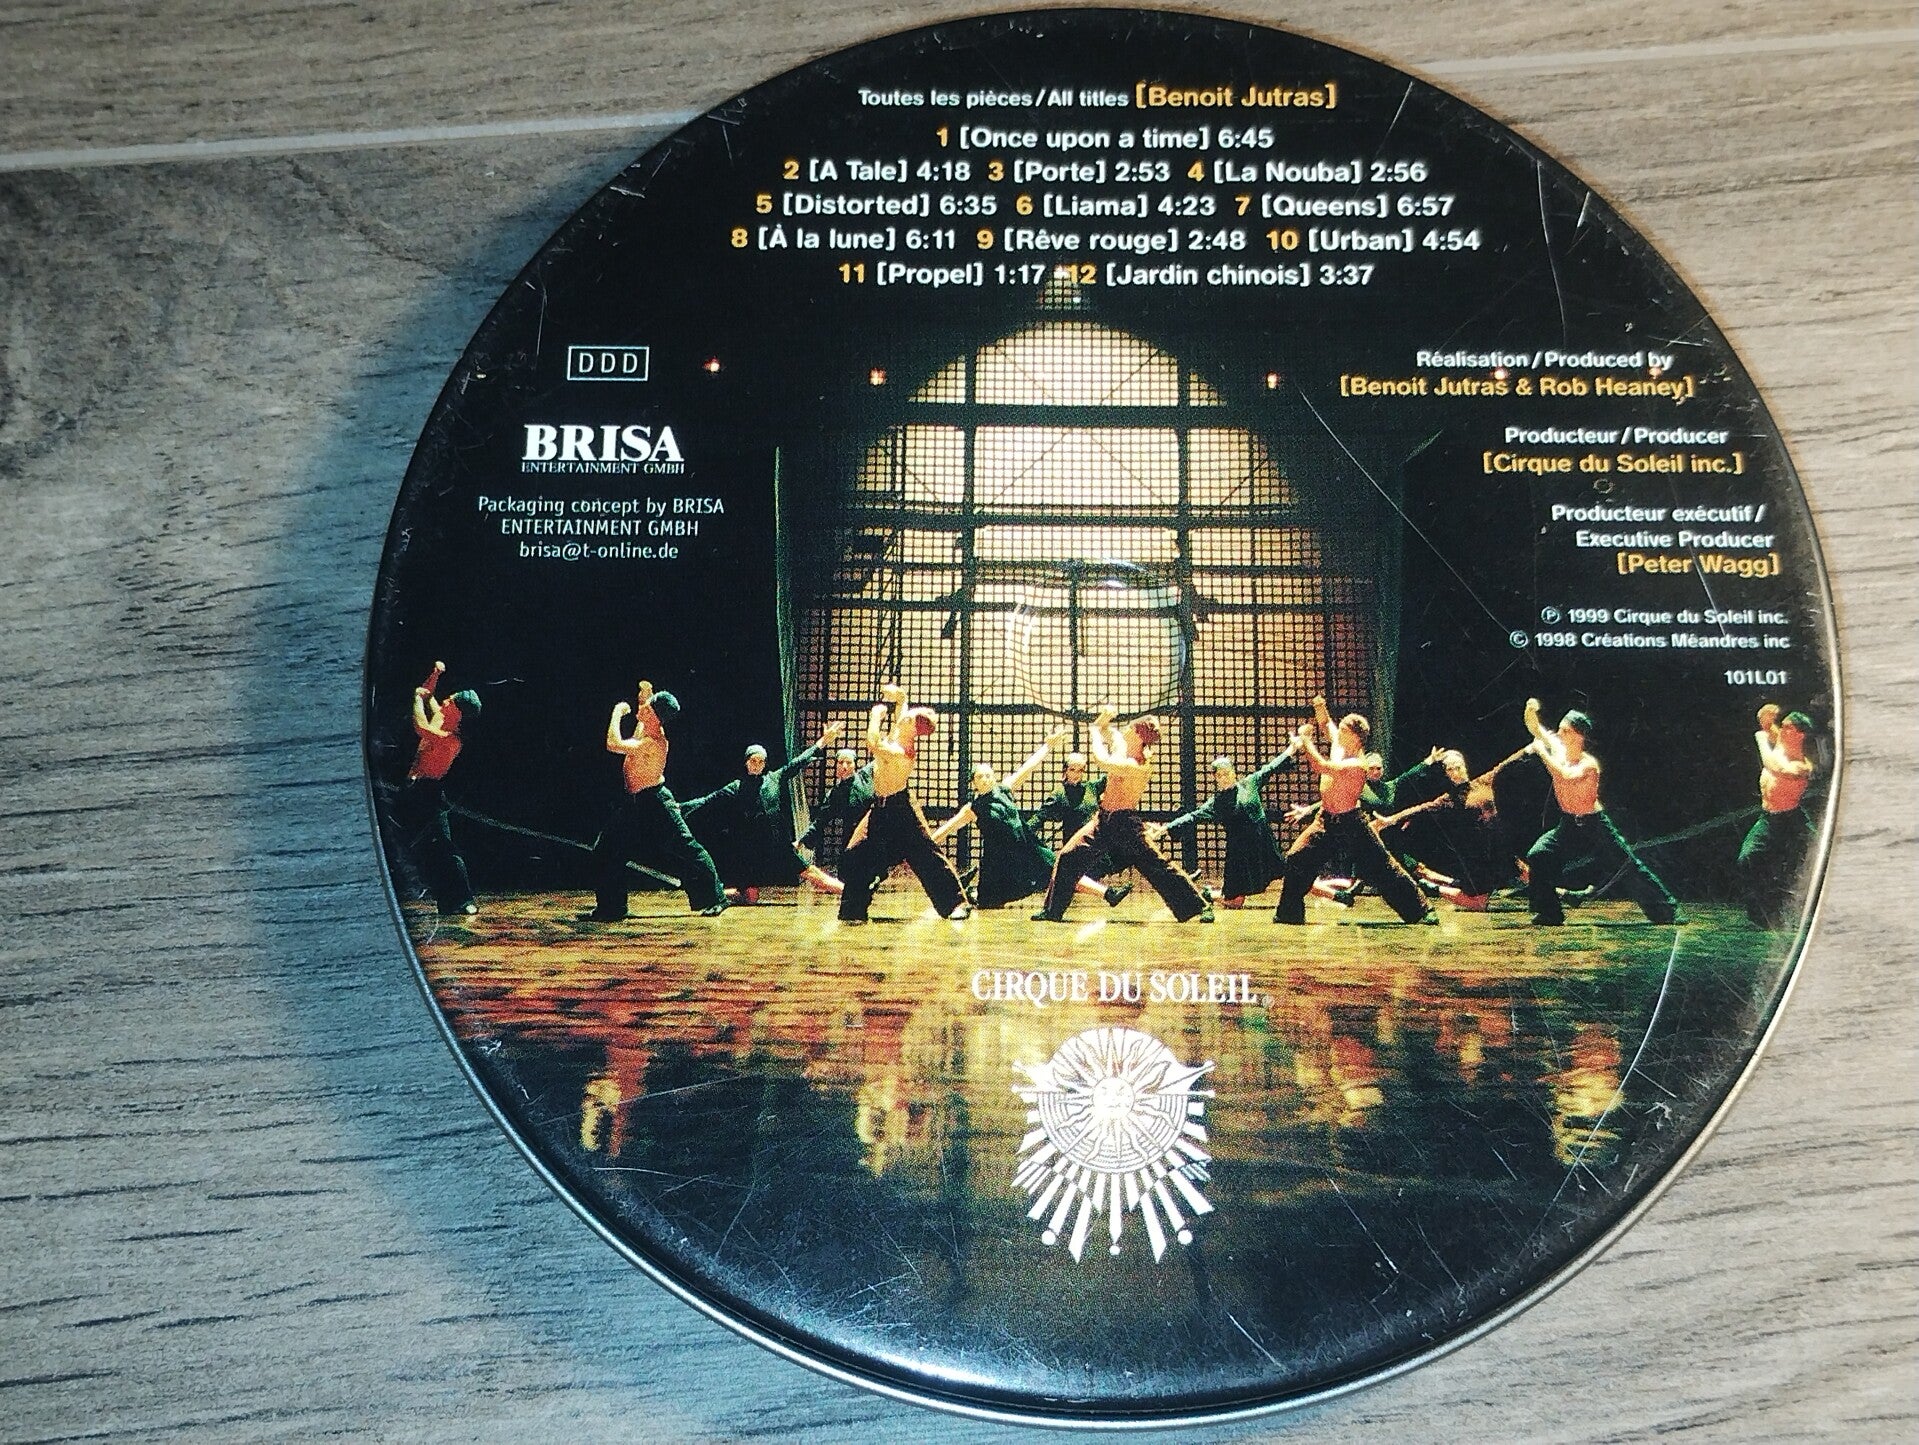 Toutes les pièces/All titles [Benoit Jutras]
1 [Once upon a time] 6:45
2 [A Tale] 4:18 3 [Porte] 2:53 4 [La Nouba] 2:56
5 [Distorted] 6:35 6 [Liama] 4:23 7 [Queens] 6:57
8 [À la lune] 6:11 9 [Rêve rouge] 2:48 10 [Urban] 4:54
11 [Propel] 1:17 12 [Jardin chinois] 3:37
DDD
BRISA
ENTERTAINMENT GMBH
Packaging concept by BRISA
ENTERTAINMENT GMBH
brisa@t-online.de
Réalisation/Produced by
[Benoit Jutras & Rob Heaney]
Producteur/Producer
[Cirque du Soleil inc.]
Producteur exécutif/
Executive Producer
[Peter Wagg]
℗ 1999 Cirque du Soleil inc.
© 1998 Créations Méandres inc
101L01
CIRQUE DU SOLEIL®